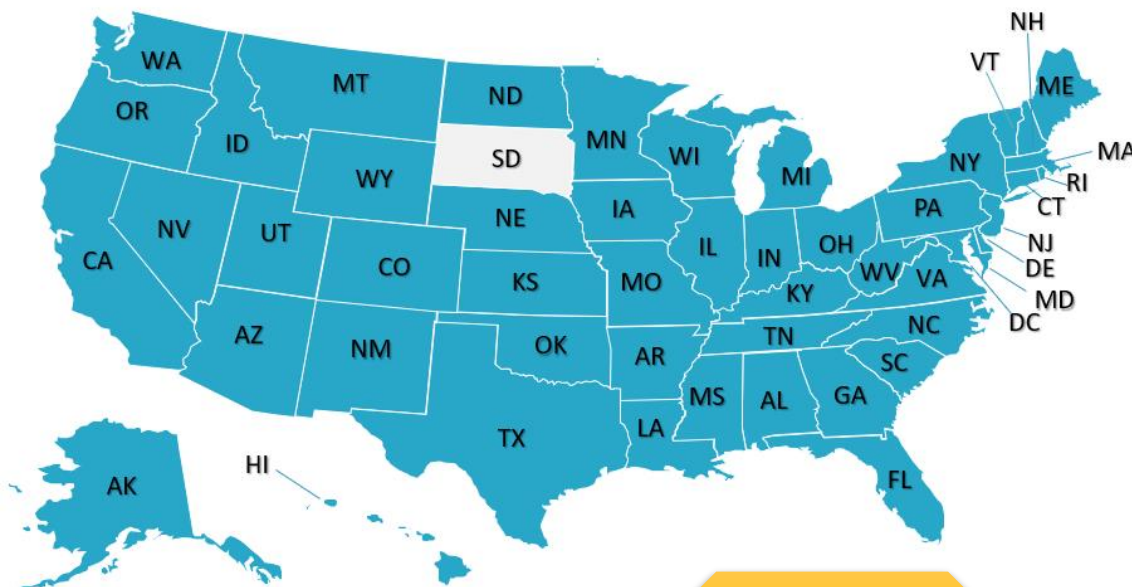 NH
VT
ME
WA
MT
ND
OR
MN
ID
SD
WI
NY
MA
WY
MI
RI
IA
PA
CT
NE
NV
UT
IL
OH
NJ
CA
CO
IN
DE
KS
MO
WV
VA
MD
KY
DC
AZ
NM
OK
TN
NC
AR
SC
MS
AL
GA
TX
LA
HI
AK
FL